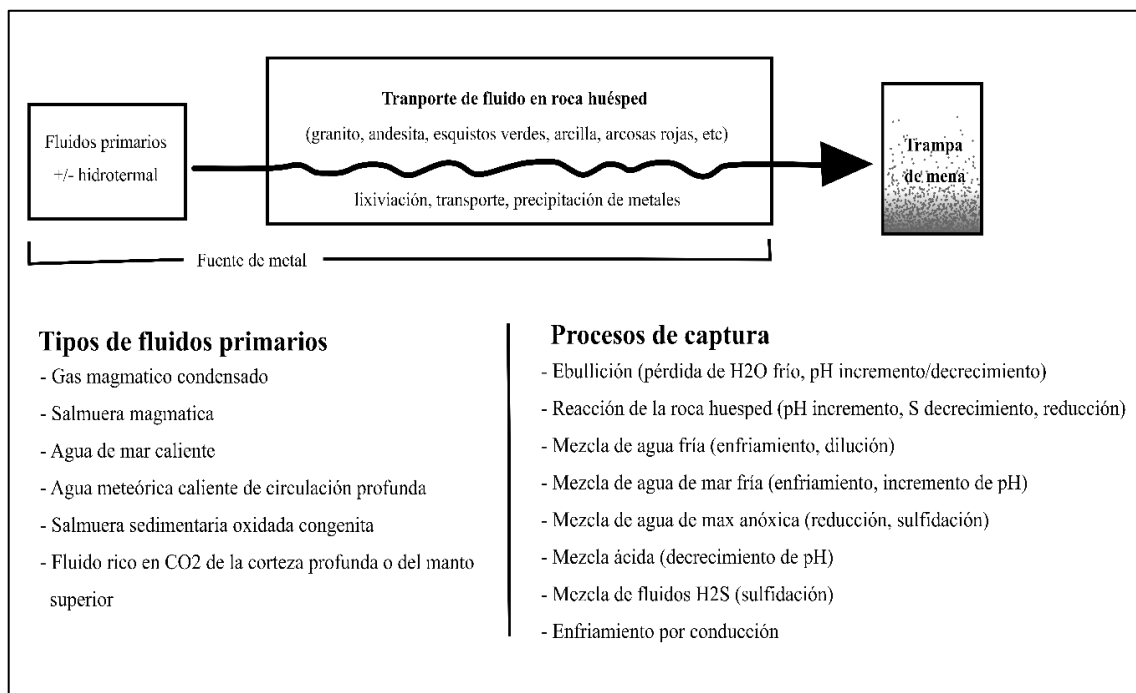 Fluidos primarios
+/- hidrotermal
Tranporte de fluido en roca huésped
(granito, andesita, esquistos verdes, arcilla, arcosas rojas, etc)
lixiviación, transporte, precipitación de metales
Trampa
de mena
Fuente de metal
Tipos de fluidos primarios
- Gas magmatico condensado
- Salmuera magmatica
- Agua de mar caliente
- Agua meteórica caliente de circulación profunda
- Salmuera sedimentaria oxidada congenita
- Fluido rico en CO2 de la corteza profunda o del manto
superior
Procesos de captura
- Ebullición (pérdida de H2O frío, pH incremento/decrecimiento)
- Reacción de la roca huesped (pH incremento, S decrecimiento, reducción)
- Mezcla de agua fría (enfriamiento, dilución)
- Mezcla de agua de mar fría (enfriamiento, incremento de pH)
- Mezcla de agua de max anóxica (reducción, sulfidación)
- Mezcla ácida (decrecimiento de pH)
- Mezcla de fluidos H2S (sulfidación)
- Enfriamiento por conducción